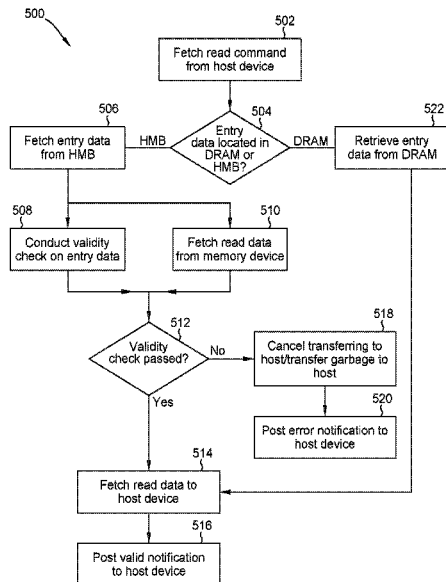 500
502
Fetch read command
from host device
504
Entry
data located in
DRAM or
HMB?
HMB
DRAM
506
Fetch entry data
from HMB
522
Retrieve entry
data from DRAM
508
Conduct validity
check on entry data
510
Fetch read data
from memory device
512
Validity
check passed?
No
Yes
518
Cancel transferring to
host/transfer garbage to
host
520
Post error notification to
host device
514
Fetch read data to
host device
516
Post valid notification
to host device